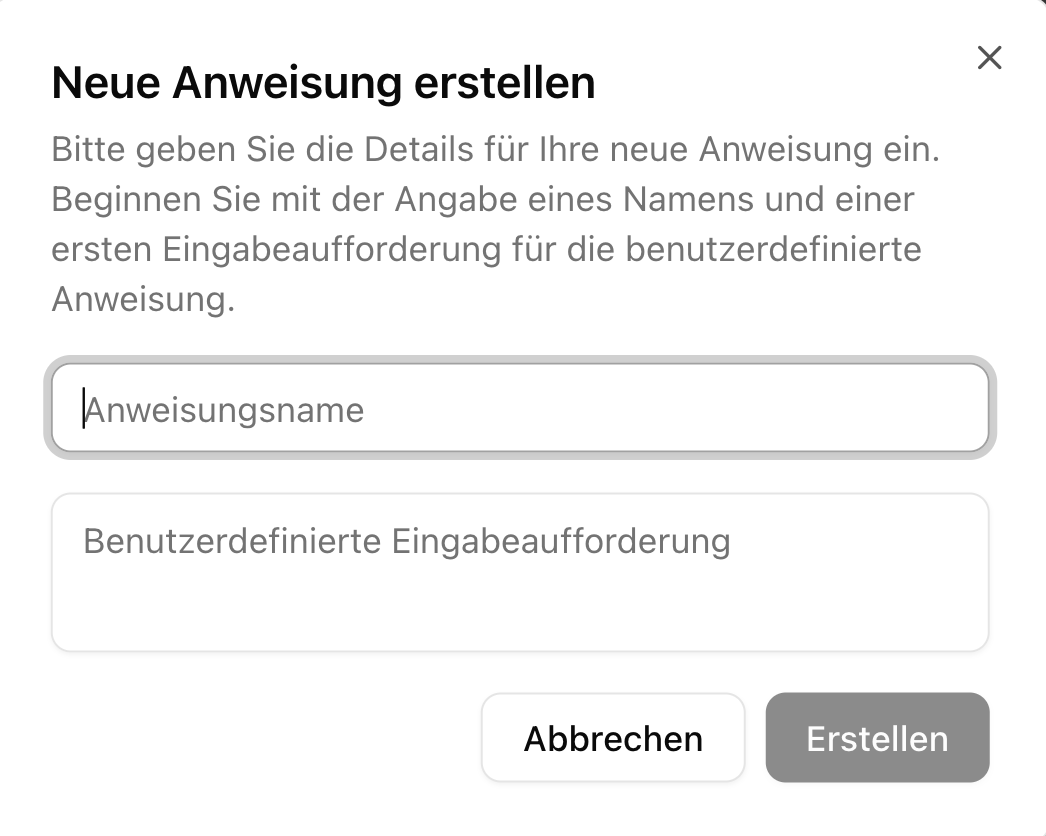 Neue Anweisung erstellen
Bitte geben Sie die Details für Ihre neue Anweisung ein.
Beginnen Sie mit der Angabe eines Namens und einer
ersten Eingabeaufforderung für die benutzerdefinierte
Anweisung.
Anweisungsname
Benutzerdefinierte Eingabeaufforderung
Abbrechen
Erstellen